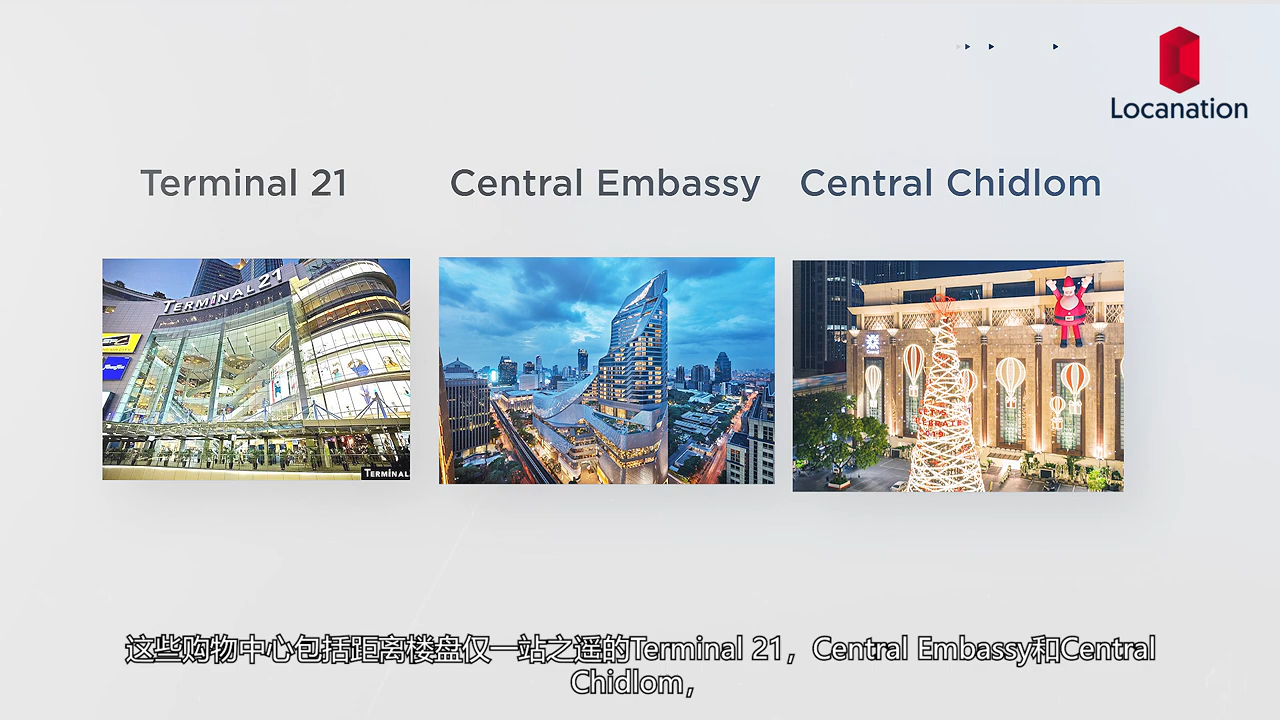 Locanation
Terminal 21
Central Embassy
Central Chidlom
TERMINAL 21
TERMINAL
这些购物中心包括距离楼盘仅一站之遥的Terminal 21，Central Embassy和Central
Chidlom，